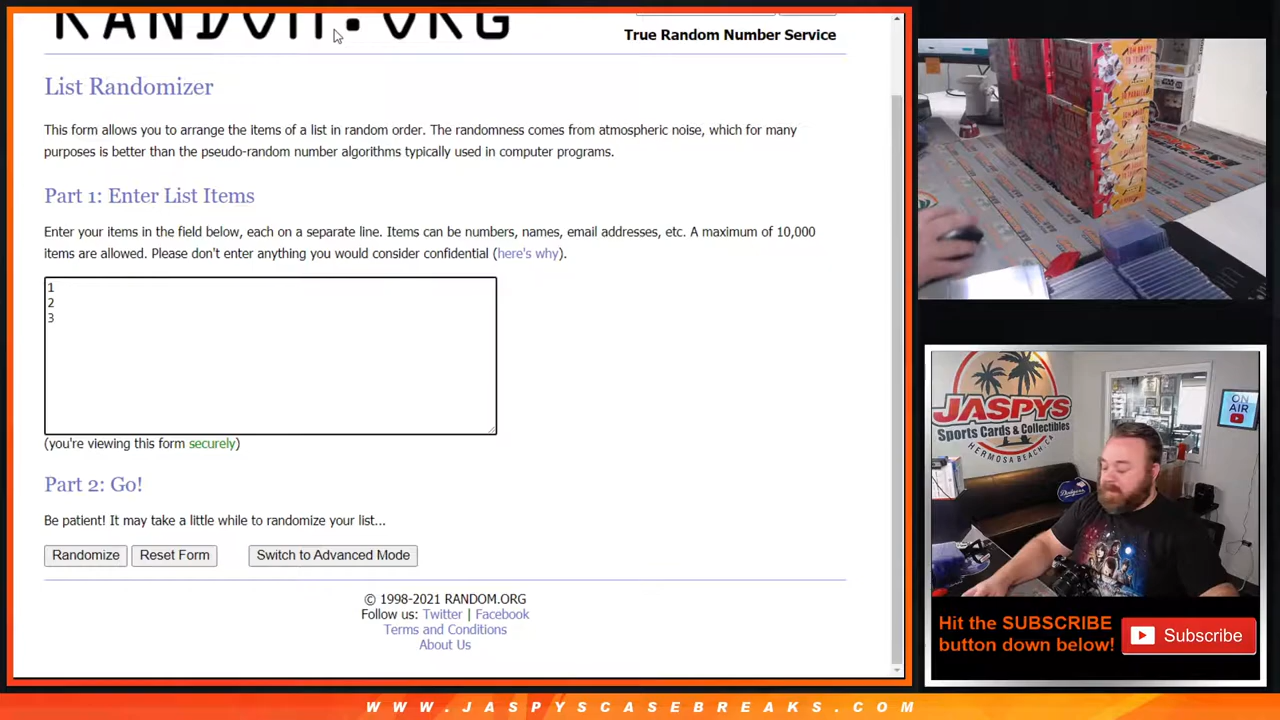 RANDOM.ORG
True Random Number Service
List Randomizer
This form allows you to arrange the items of a list in random order. The randomness comes from atmospheric noise, which for many
purposes is better than the pseudo-random number algorithms typically used in computer programs.
Part 1: Enter List Items
Enter your items in the field below, each on a separate line. Items can be numbers, names, email addresses, etc. A maximum of 10,000
items are allowed. Please don't enter anything you would consider confidential (here's why).
1
2
3
(you're viewing this form securely)
Part 2: Go!
Be patient! It may take a little while to randomize your list...
Randomize
Reset Form
Switch to Advanced Mode
© 1998-2021 RANDOM.ORG
Follow us: Twitter | Facebook
Terms and Conditions
About Us
JASPYS
Sports Cards & Collectibles
HERMOSA BEACH, CA
ON
AIR
Dodgers
Hit the SUBSCRIBE
button down below!
Subscribe
WWW.JASPYSCASEBREAKS.COM